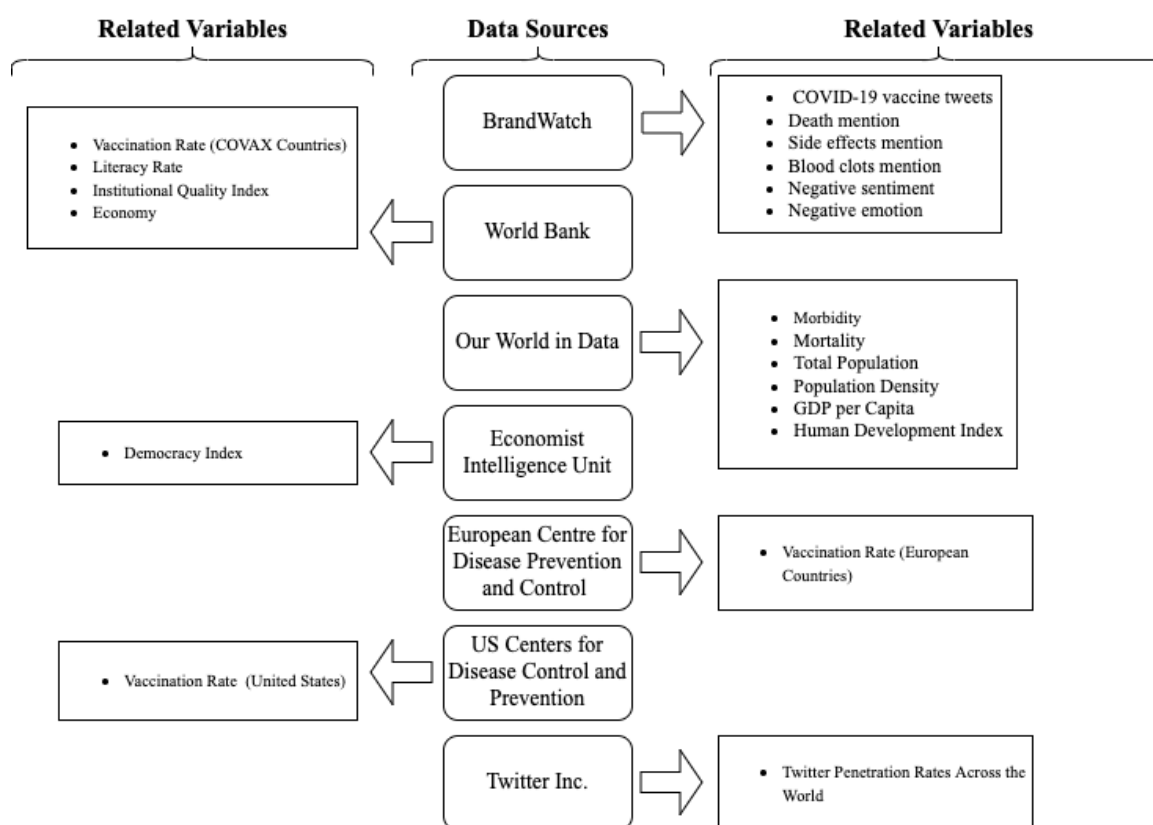 Related Variables
Data Sources
Related Variables
BrandWatch
• COVID-19 vaccine tweets
• Death mention
• Side effects mention
• Blood clots mention
• Negative sentiment
• Negative emotion
• Vaccination Rate (COVAX Countries)
• Literacy Rate
• Institutional Quality Index
• Economy
World Bank
Our World in Data
• Morbidity
• Mortality
• Total Population
• Population Density
• GDP per Capita
• Human Development Index
• Democracy Index
Economist
Intelligence Unit
European Centre for
Disease Prevention
and Control
• Vaccination Rate (European
Countries)
• Vaccination Rate (United States)
US Centers for
Disease Control and
Prevention
Twitter Inc.
• Twitter Penetration Rates Across the
World